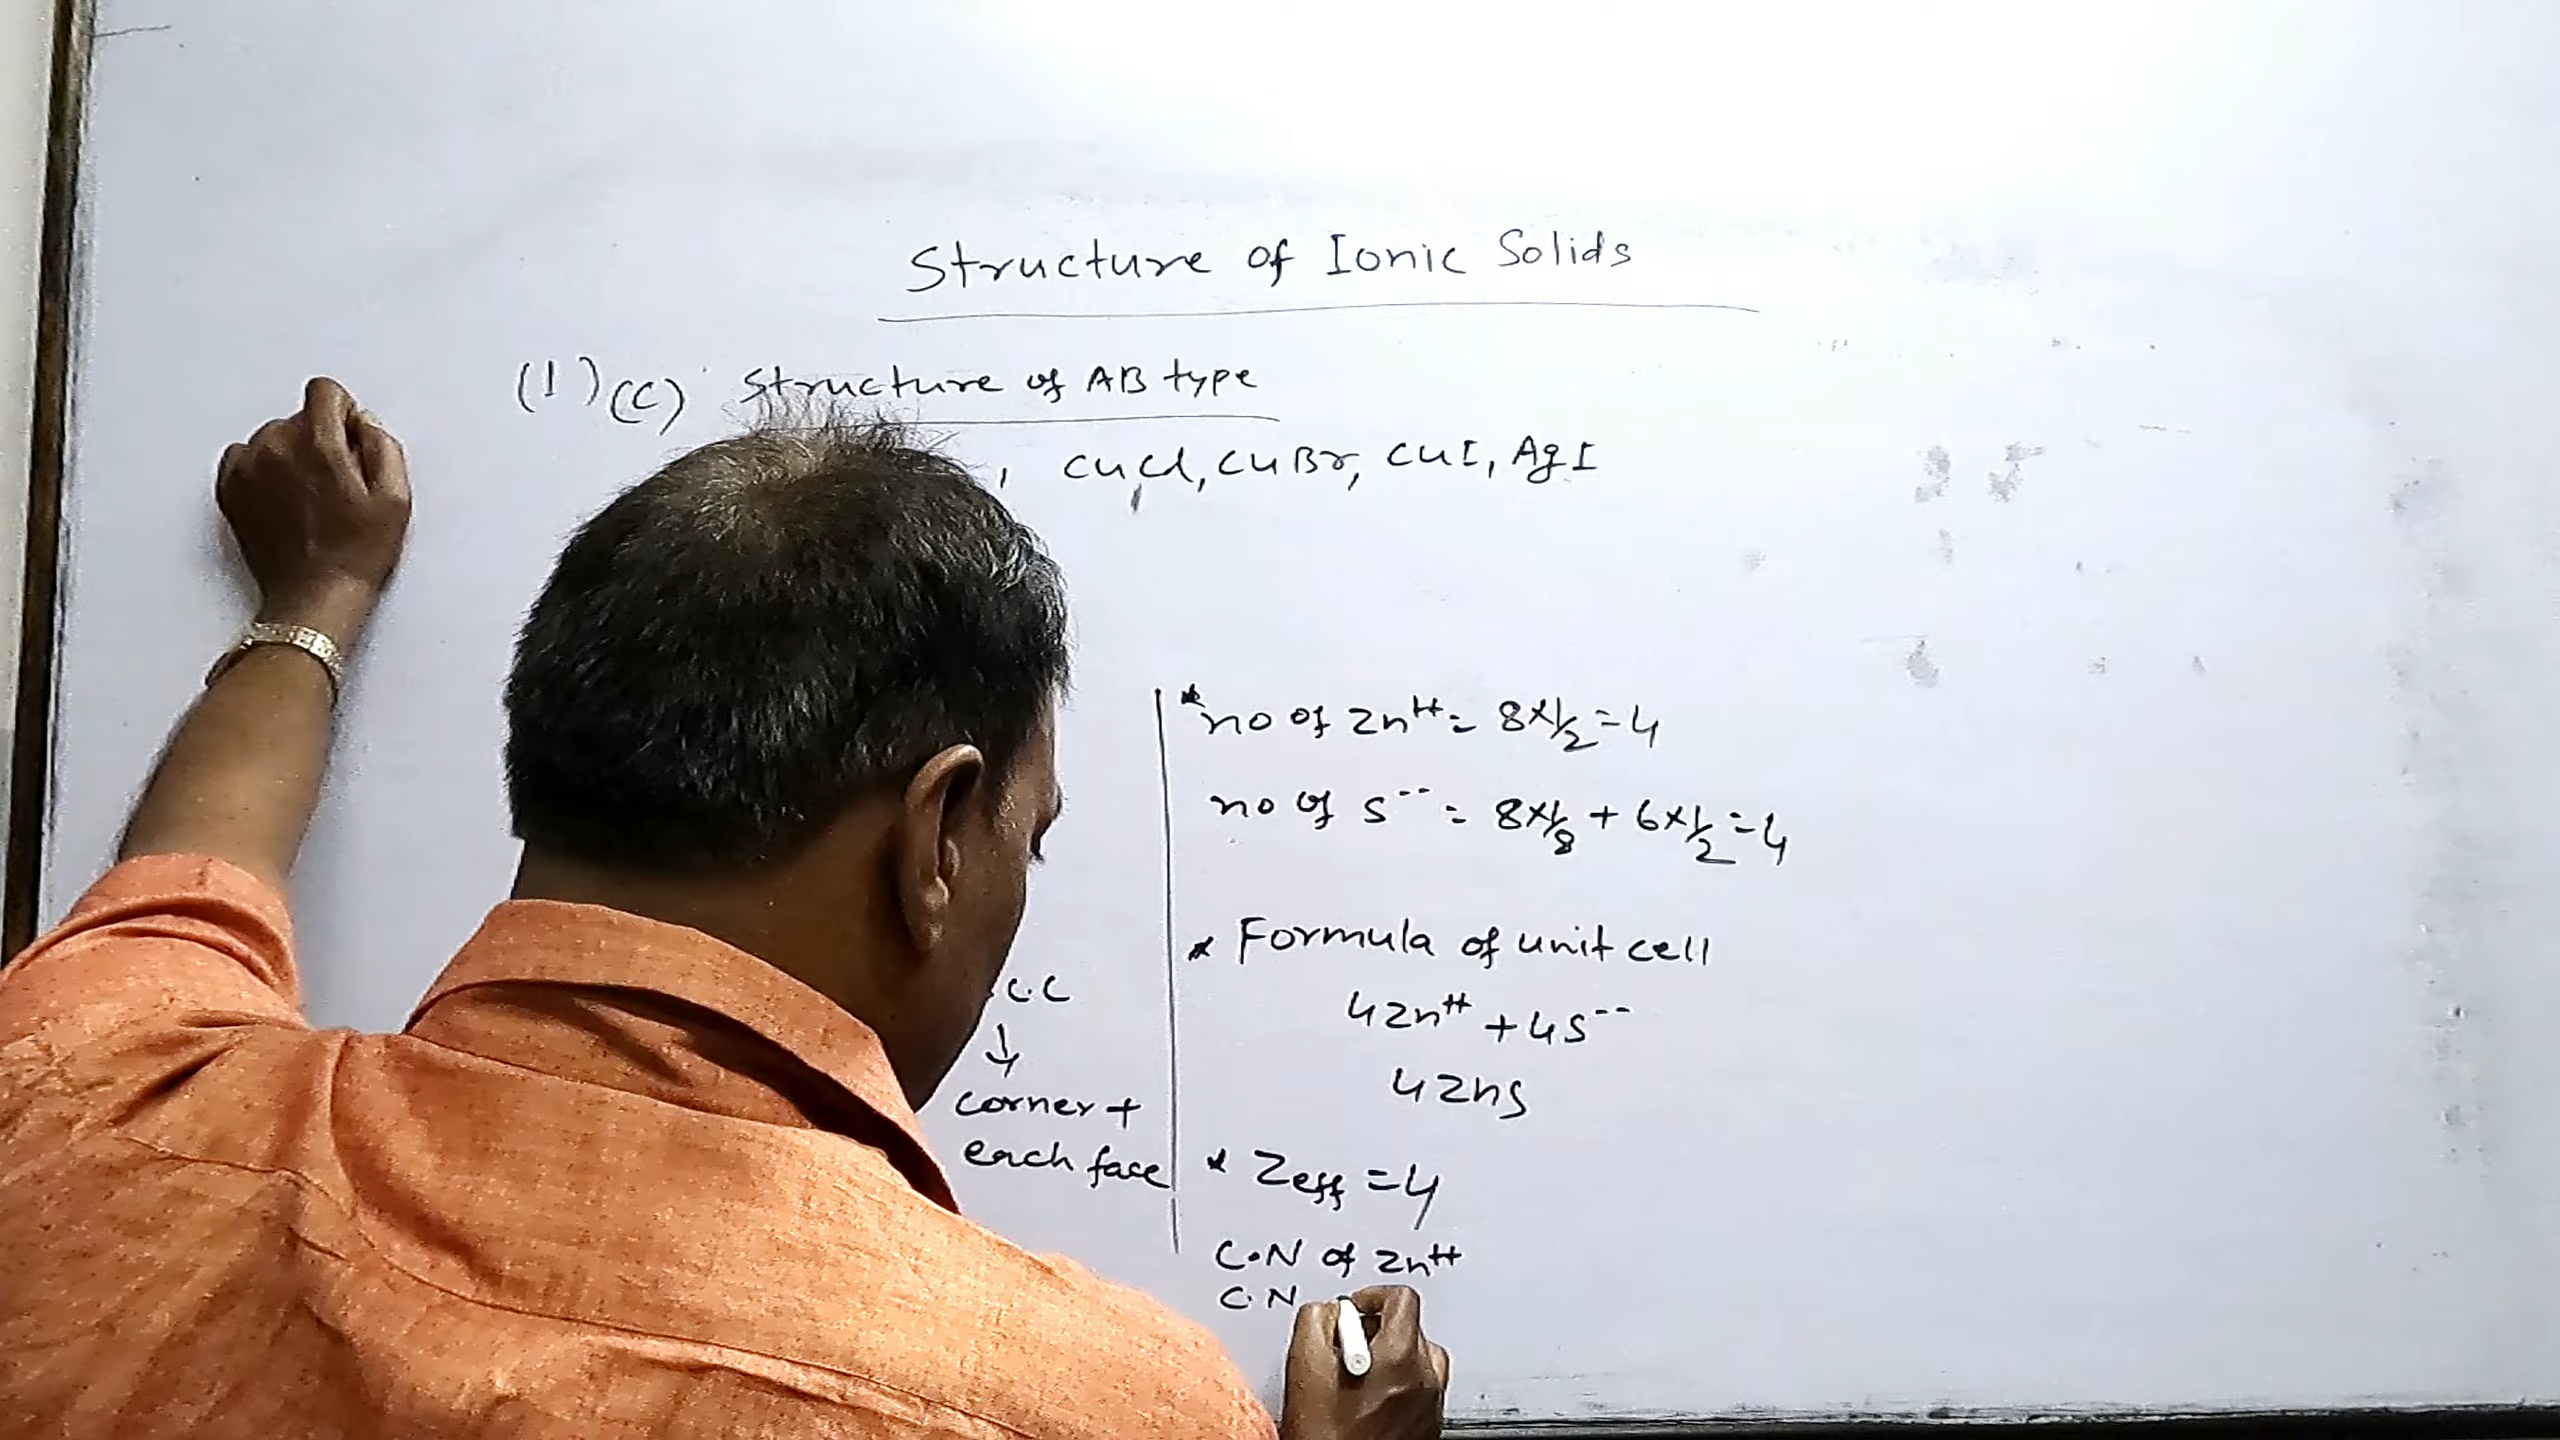 Structure of Ionic Solids
(1) (C) Structure of AB type
, CuCl, CuBr, CuI, AgI
* no of Zn++ = 8×1/2 = 4
no of S-- = 8×1/8 + 6×1/2 = 4
* Formula of unit cell
4Zn++ + 4S--
4ZnS
.C.C
↓
corner +
each face
* Zeff = 4
C.N of Zn++
C.N